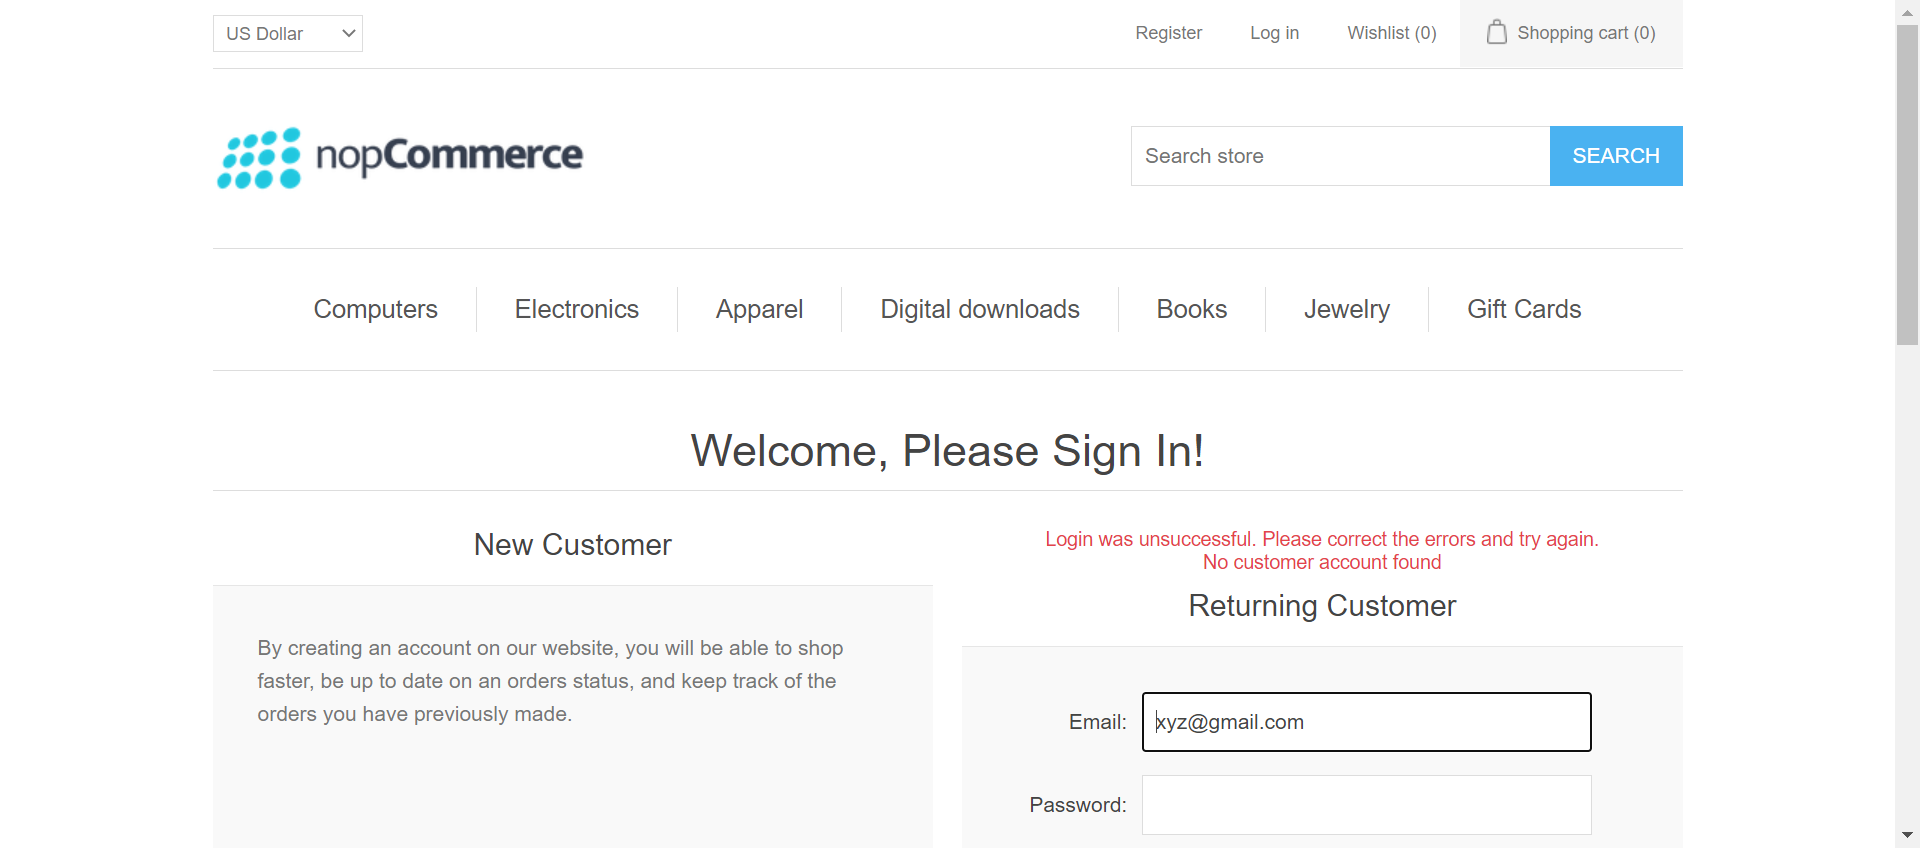 US Dollar
Register
Log in
Wishlist (0)
Shopping cart (0)
nopCommerce
Search store
SEARCH
Computers
Electronics
Apparel
Digital downloads
Books
Jewelry
Gift Cards
Welcome, Please Sign In!
New Customer
By creating an account on our website, you will be able to shop
faster, be up to date on an orders status, and keep track of the
orders you have previously made.
Login was unsuccessful. Please correct the errors and try again.
No customer account found
Returning Customer
Email:
xyz@gmail.com
Password: